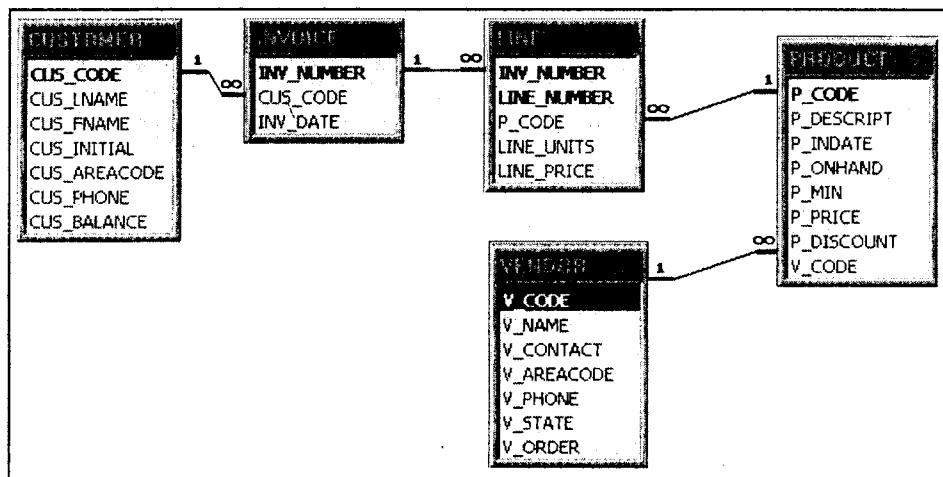 CUSTOMER
CUS_CODE
CUS_LNAME
CUS_FNAME
CUS_INITIAL
CUS_AREACODE
CUS_PHONE
CUS_BALANCE
1
∞
INVOICE
INV_NUMBER
CUS_CODE
INV_DATE
1
∞
LINE
INV_NUMBER
LINE_NUMBER
P_CODE
LINE_UNITS
LINE_PRICE
∞
1
PRODUCT
P_CODE
P_DESCRIPT
P_INDATE
P_ONHAND
P_MIN
P_PRICE
P_DISCOUNT
V_CODE
VENDOR
V_CODE
V_NAME
V_CONTACT
V_AREACODE
V_PHONE
V_STATE
V_ORDER
1
∞